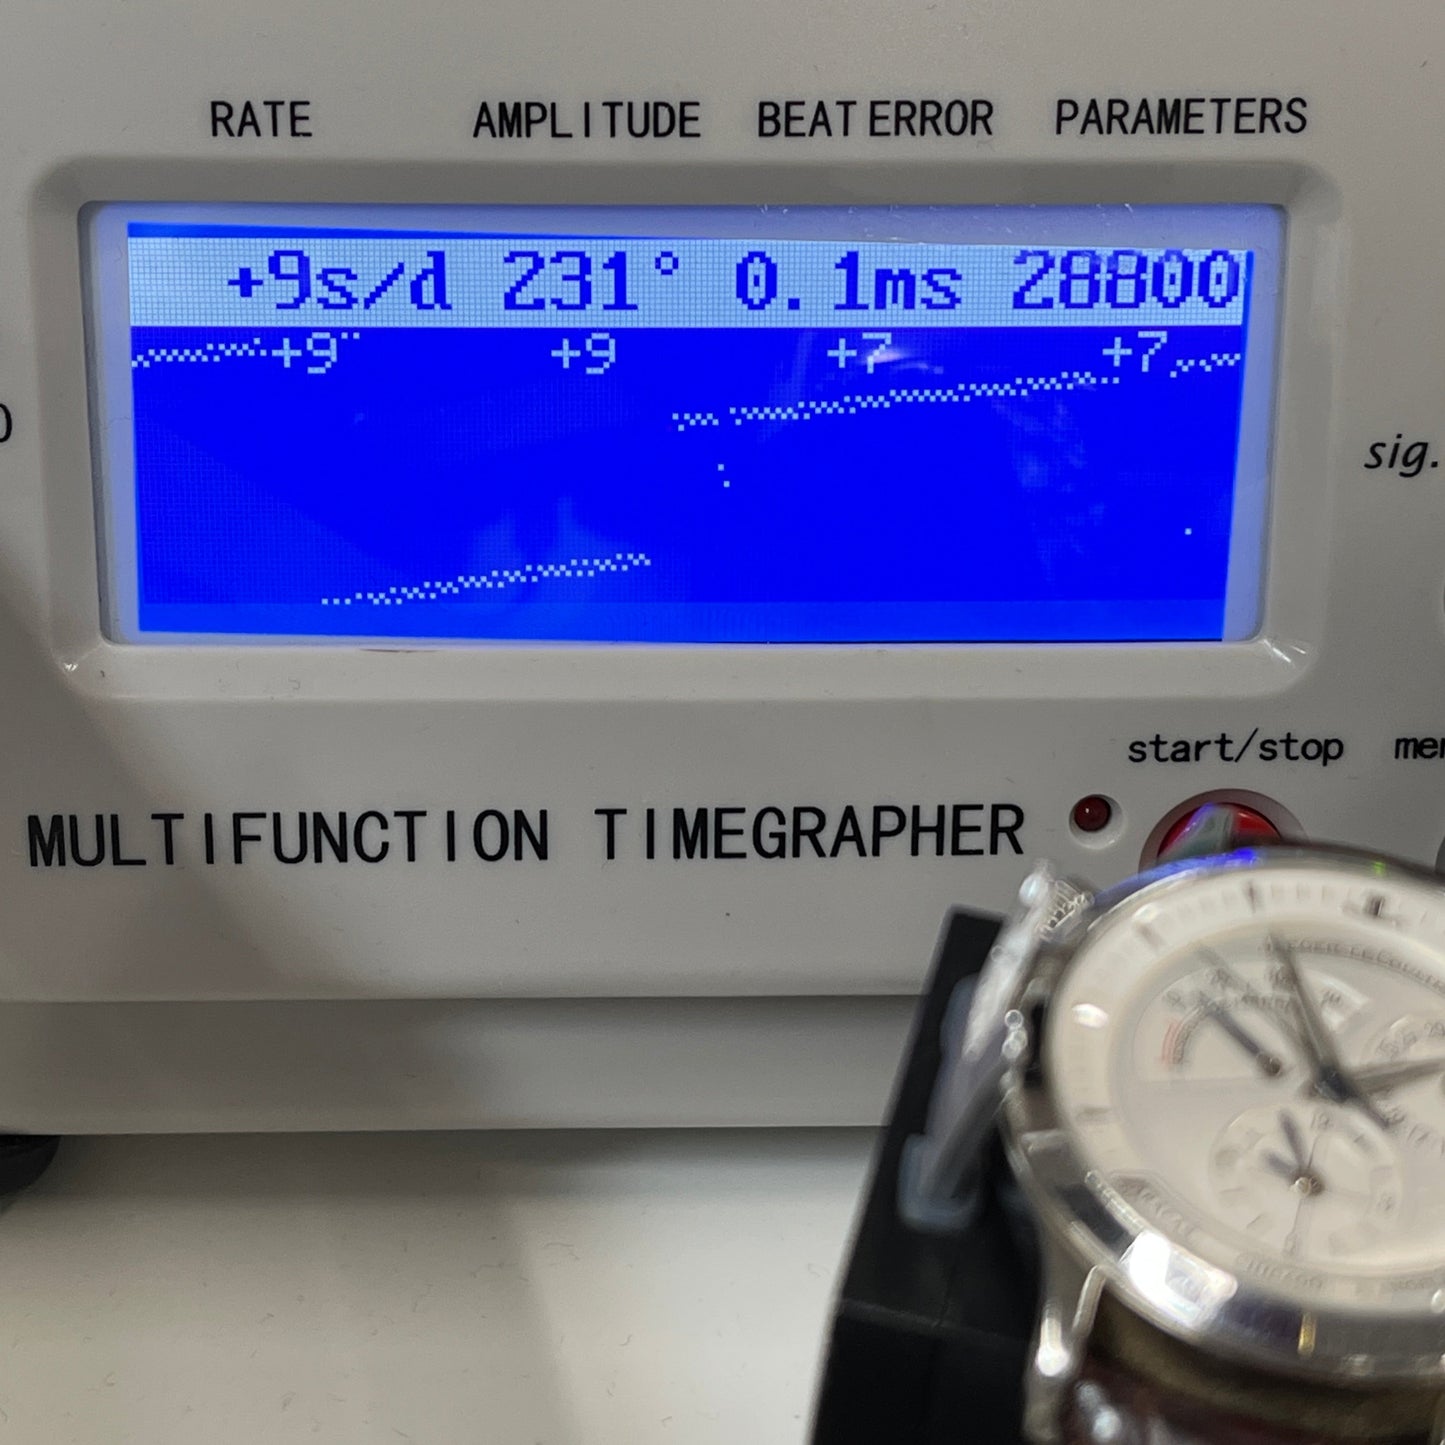 RATE AMPLITUDE BEAT ERROR PARAMETERS
+9s/d 231° 0.1ms 28800
+9 +9 +7 +7
sig.
start/stop
MULTIFUNCTION TIMEGRAPHER